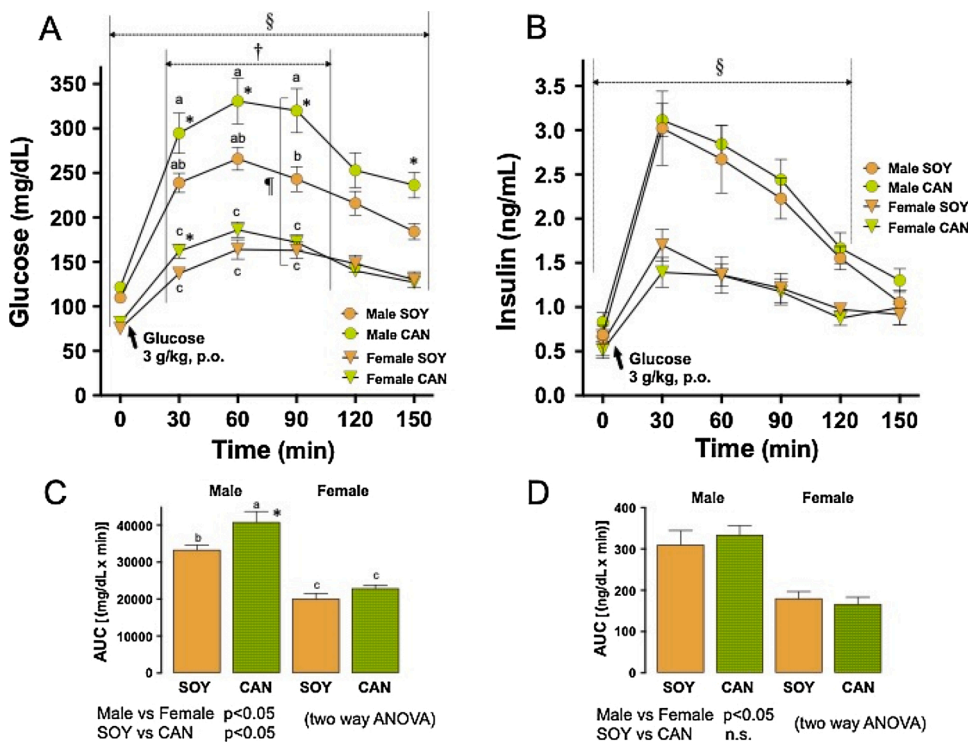 A
§
†
a
a
a
*
*
*
*
ab
ab
b
¶
c
c
c
*
c
c
c
Glucose (mg/dL)
350
300
250
200
150
100
50
0
Glucose
3 g/kg, p.o.
Male SOY
Male CAN
Female SOY
Female CAN
0 30 60 90 120 150
Time (min)
B
§
Insulin (ng/mL)
3.5
3.0
2.5
2.0
1.5
1.0
0.5
0.0
Male SOY
Male CAN
Female SOY
Female CAN
Glucose
3 g/kg, p.o.
0 30 60 90 120 150
Time (min)
C
Male Female
AUC [(mg/dL x min)]
40000
30000
20000
10000
0
b
a
*
c
c
SOY CAN SOY CAN
Male vs Female p<0.05
SOY vs CAN p<0.05
(two way ANOVA)
D
Male Female
AUC [(ng/dL x min)]
300
200
100
0
SOY CAN SOY CAN
Male vs Female p<0.05
SOY vs CAN n.s.
(two way ANOVA)